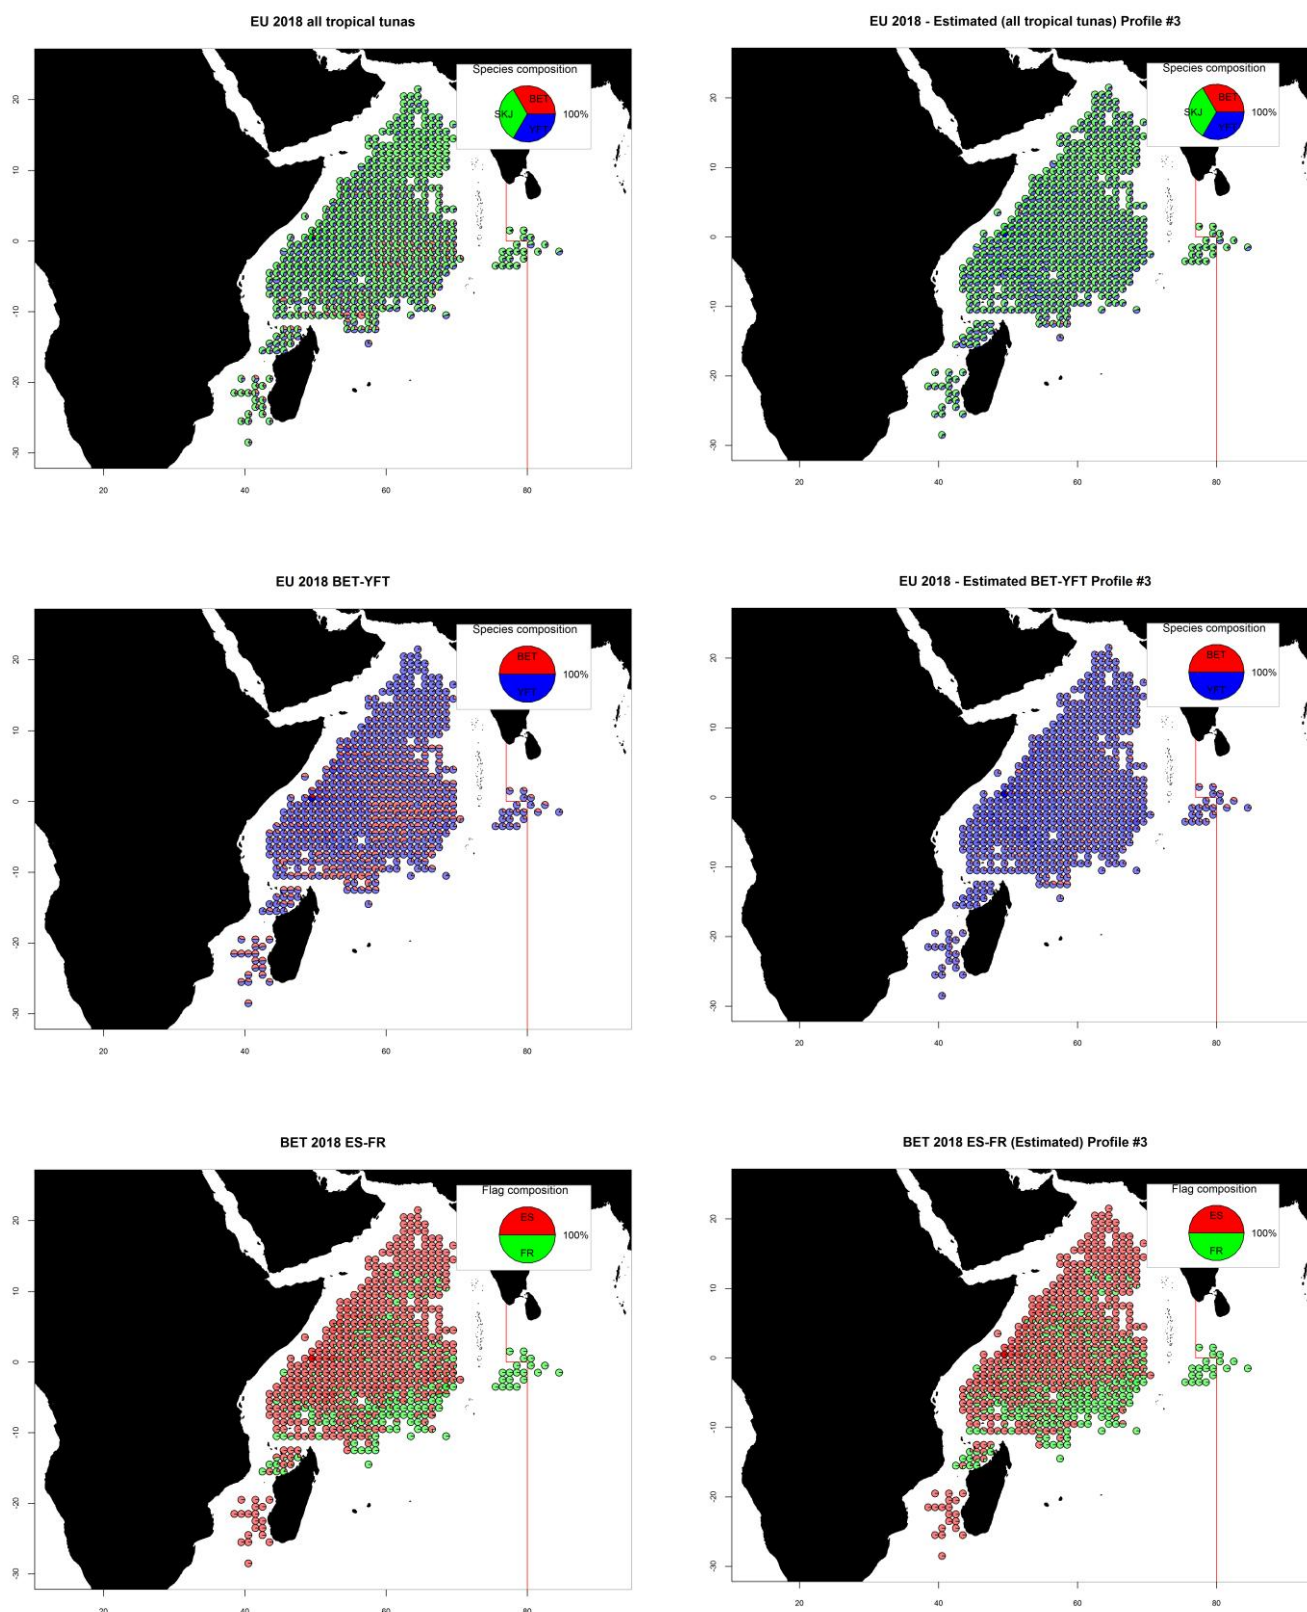 EU 2018 all tropical tunas
Species composition
BET
SKJ
YFT
100%
20
10
0
-10
-20
-30
20
40
60
80
EU 2018 - Estimated (all tropical tunas) Profile #3
Species composition
BET
SKJ
YFT
100%
20
10
0
-10
-20
-30
20
40
60
80
EU 2018 BET-YFT
Species composition
BET
YFT
100%
20
10
0
-10
-20
-30
20
40
60
80
EU 2018 - Estimated BET-YFT Profile #3
Species composition
BET
YFT
100%
20
10
0
-10
-20
-30
20
40
60
80
BET 2018 ES-FR
Flag composition
ES
FR
100%
20
10
0
-10
-20
-30
20
40
60
80
BET 2018 ES-FR (Estimated) Profile #3
Flag composition
ES
FR
100%
20
10
0
-10
-20
-30
20
40
60
80